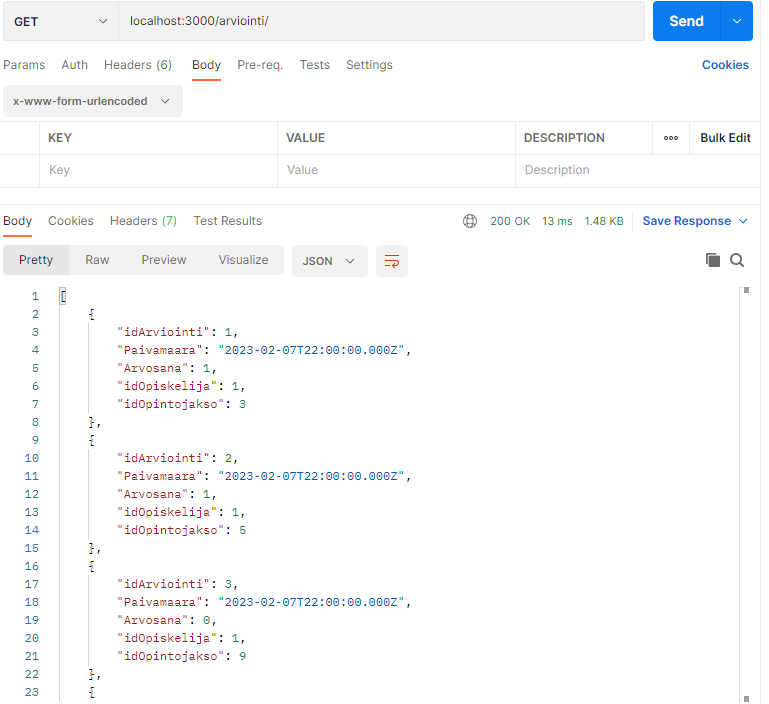 GET localhost:3000/arviointi/ Send
Params Auth Headers (6) Body Pre-req. Tests Settings Cookies
x-www-form-urlencoded
KEY VALUE DESCRIPTION ooo Bulk Edit
Key Value Description
Body Cookies Headers (7) Test Results 200 OK 13 ms 1.48 KB Save Response
Pretty Raw Preview Visualize JSON
1 [
2 {
3 "idArviointi": 1,
4 "Paivamaara": "2023-02-07T22:00:00.000Z",
5 "Arvosana": 1,
6 "idOpiskelija": 1,
7 "idOpintojakso": 3
8 },
9 {
10 "idArviointi": 2,
11 "Paivamaara": "2023-02-07T22:00:00.000Z",
12 "Arvosana": 1,
13 "idOpiskelija": 1,
14 "idOpintojakso": 5
15 },
16 {
17 "idArviointi": 3,
18 "Paivamaara": "2023-02-07T22:00:00.000Z",
19 "Arvosana": 0,
20 "idOpiskelija": 1,
21 "idOpintojakso": 9
22 },
23 {